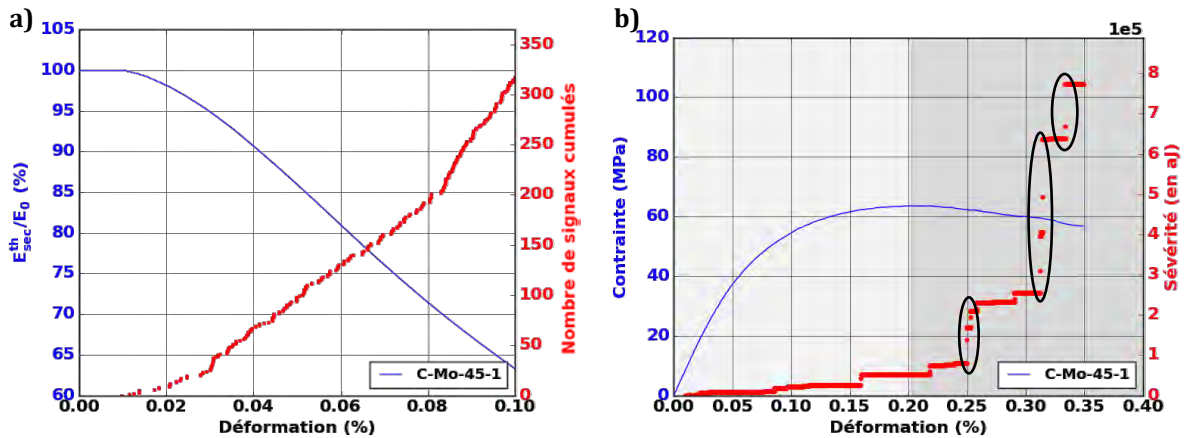 a)
105
100
95
90
85
80
75
70
65
60
E_sec^th/E_0 (%)
0.00 0.02 0.04 0.06 0.08 0.10
Déformation (%)
350
300
250
200
150
100
50
0
Nombre de signaux cumulés
C-Mo-45-1
b)
1e5
120
100
80
60
40
20
0
Contrainte (MPa)
0.00 0.05 0.10 0.15 0.20 0.25 0.30 0.35 0.40
Déformation (%)
8
7
6
5
4
3
2
1
0
Sévérité (en aJ)
C-Mo-45-1